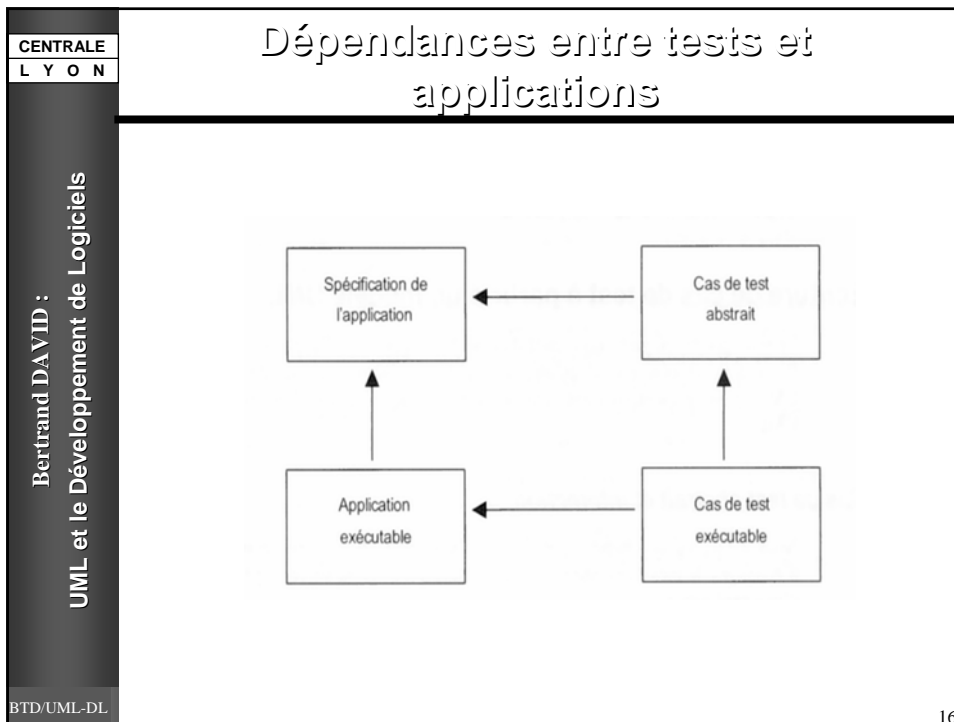 CENTRALE
L Y O N
Dépendances entre tests et
applications
Bertrand DAVID :
UML et le Développement de Logiciels
Spécification de
l'application
Cas de test
abstrait
Application
exécutable
Cas de test
exécutable
BTD/UML-DL
16